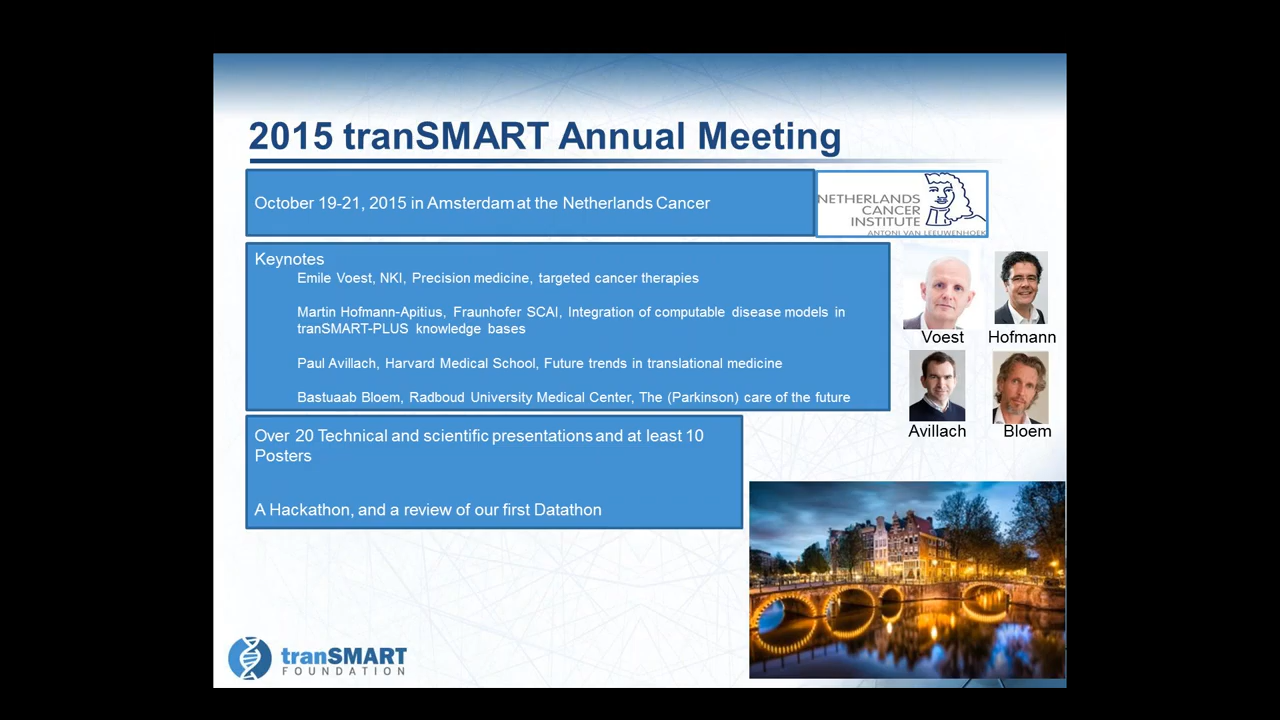 2015 tranSMART Annual Meeting
October 19-21, 2015 in Amsterdam at the Netherlands Cancer
NETHERLANDS
CANCER
INSTITUTE
ANTONI VAN LEEUWENHOEK
Keynotes
Emile Voest, NKI, Precision medicine, targeted cancer therapies
Martin Hofmann-Apitius, Fraunhofer SCAI, Integration of computable disease models in
tranSMART-PLUS knowledge bases
Paul Avillach, Harvard Medical School, Future trends in translational medicine
Bastuaab Bloem, Radboud University Medical Center, The (Parkinson) care of the future
Voest
Hofmann
Avillach
Bloem
Over 20 Technical and scientific presentations and at least 10
Posters
A Hackathon, and a review of our first Datathon
tranSMART
FOUNDATION